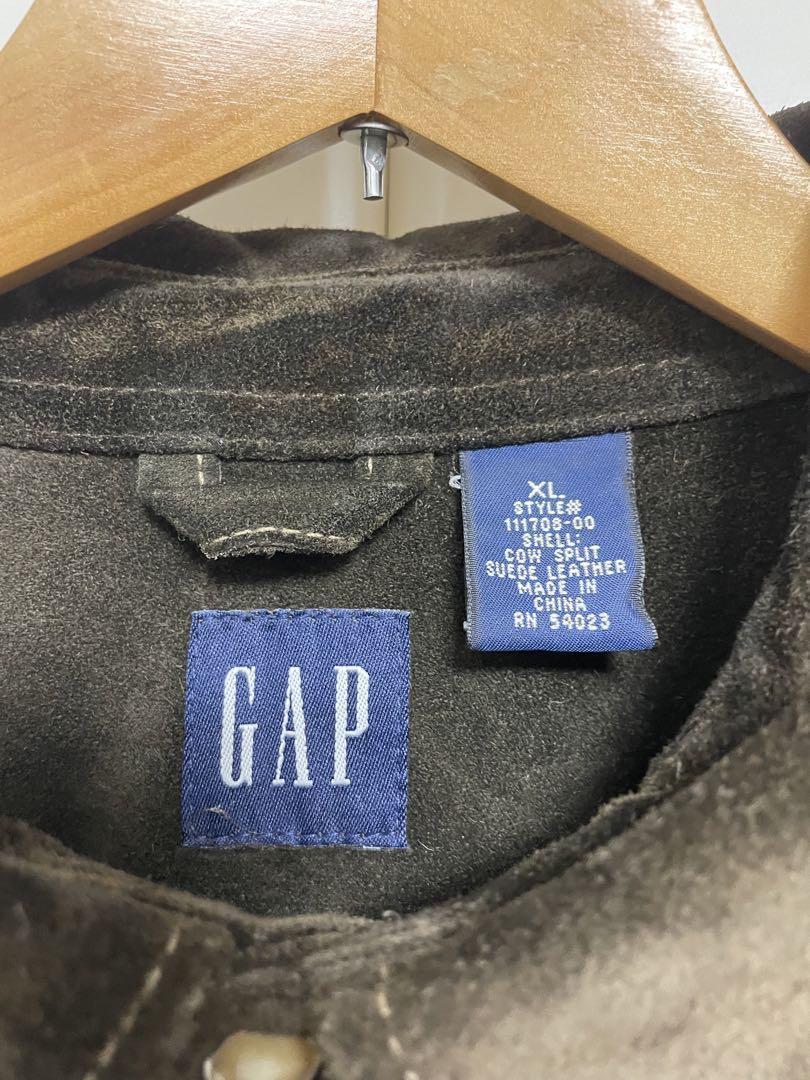 XL.
STYLE#
111708-00
SHELL:
COW SPLIT
SUEDE LEATHER
MADE IN
CHINA
RN 54023
GAP